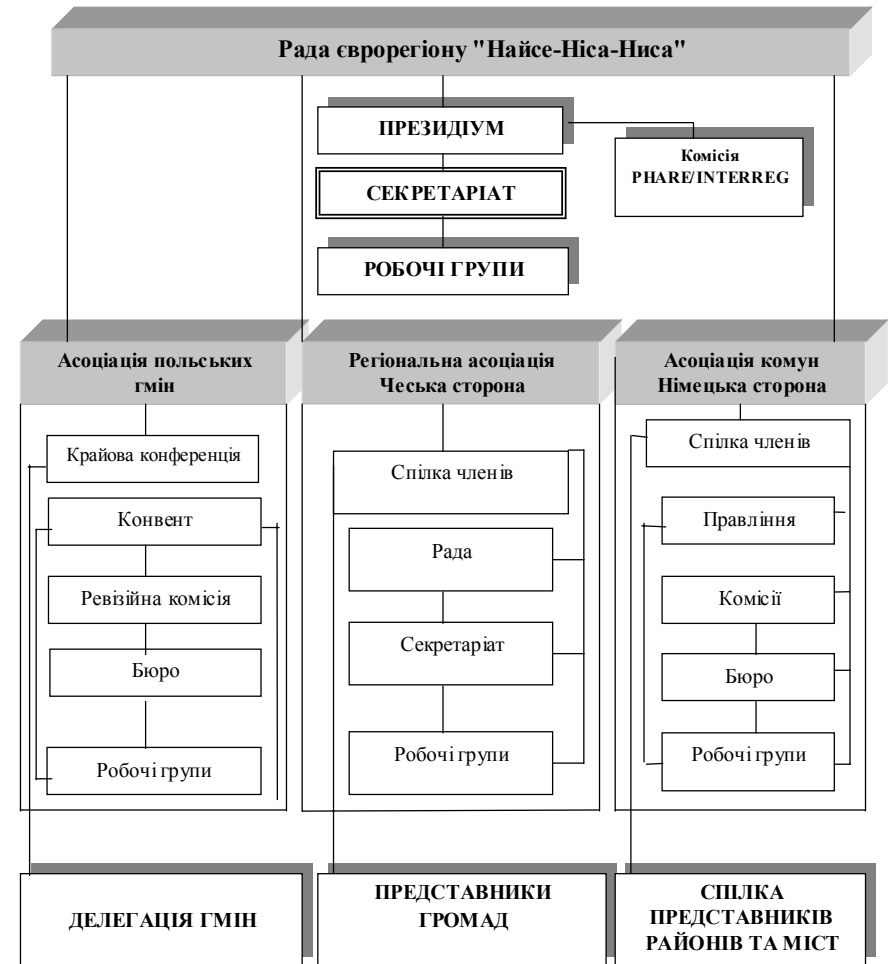 Рада єврорегіону "Найсе-Ніса-Ниса"
ПРЕЗИДІУМ
Комісія
PHARE/INTERREG
СЕКРЕТАРІАТ
РОБОЧІ ГРУПИ
Асоціація польських
гмін
Крайова конференція
Конвент
Ревізійна комісія
Бюро
Робочі групи
Регіональна асоціація
Чеська сторона
Спілка членів
Рада
Секретаріат
Робочі групи
Асоціація комун
Німецька сторона
Спілка членів
Правління
Комісії
Бюро
Робочі групи
ДЕЛЕГАЦІЯ ГМІН
ПРЕДСТАВНИКИ
ГРОМАД
СПІЛКА
ПРЕДСТАВНИКІВ
РАЙОНІВ ТА МІСТ